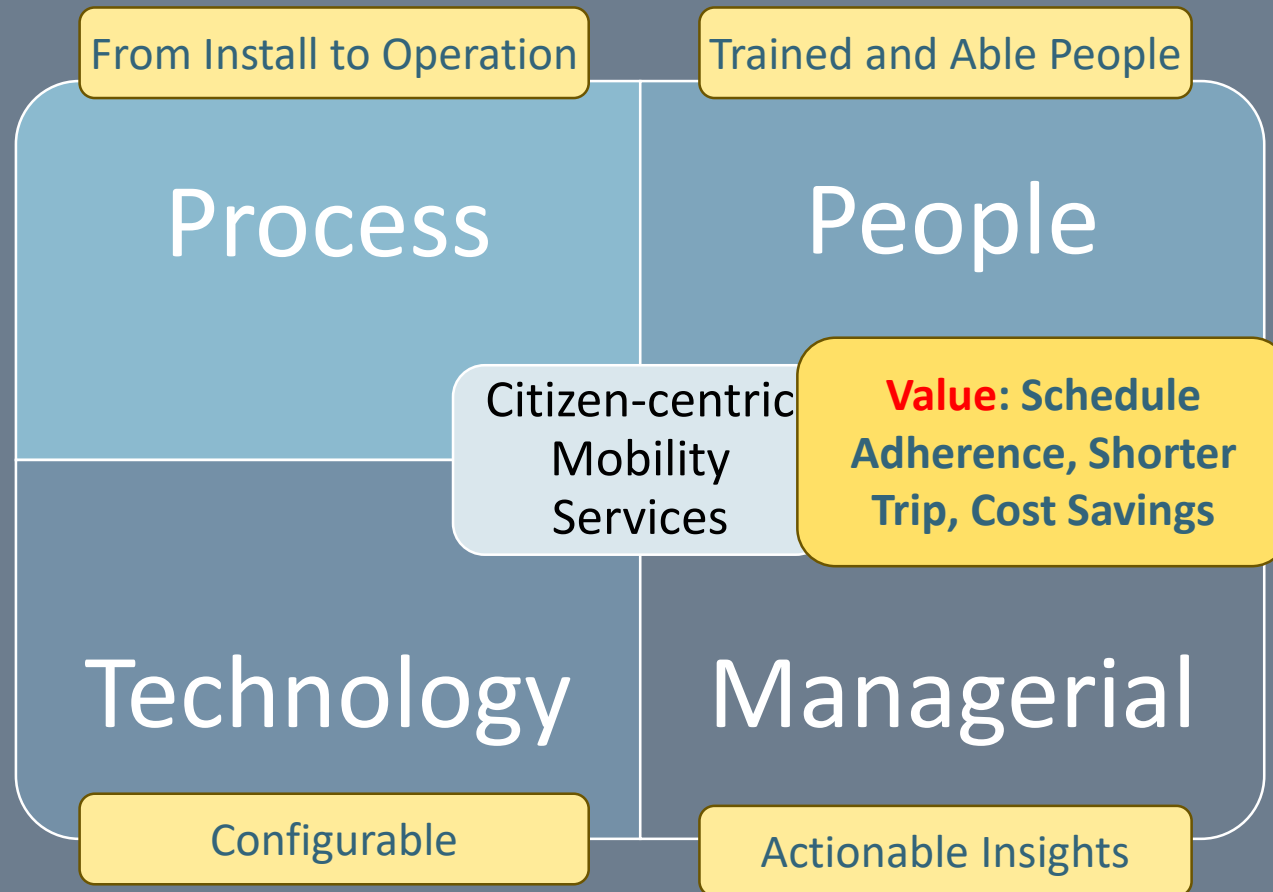 From Install to Operation
Trained and Able People
Process
People
Citizen-centric
Mobility
Services
Value: Schedule
Adherence, Shorter
Trip, Cost Savings
Technology
Managerial
Configurable
Actionable Insights